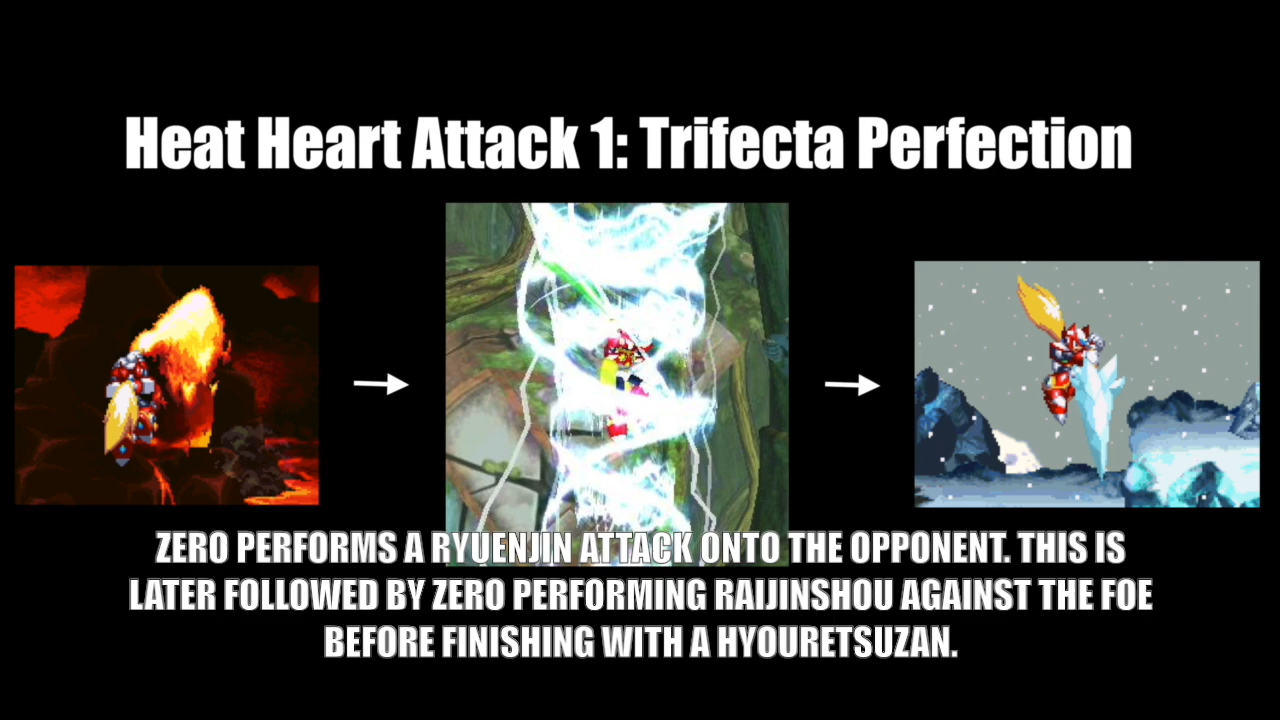 Heat Heart Attack 1: Trifecta Perfection
ZERO PERFORMS A RYUENJIN ATTACK ONTO THE OPPONENT. THIS IS
LATER FOLLOWED BY ZERO PERFORMING RAIJINSHOU AGAINST THE FOE
BEFORE FINISHING WITH A HYOURETSUZAN.